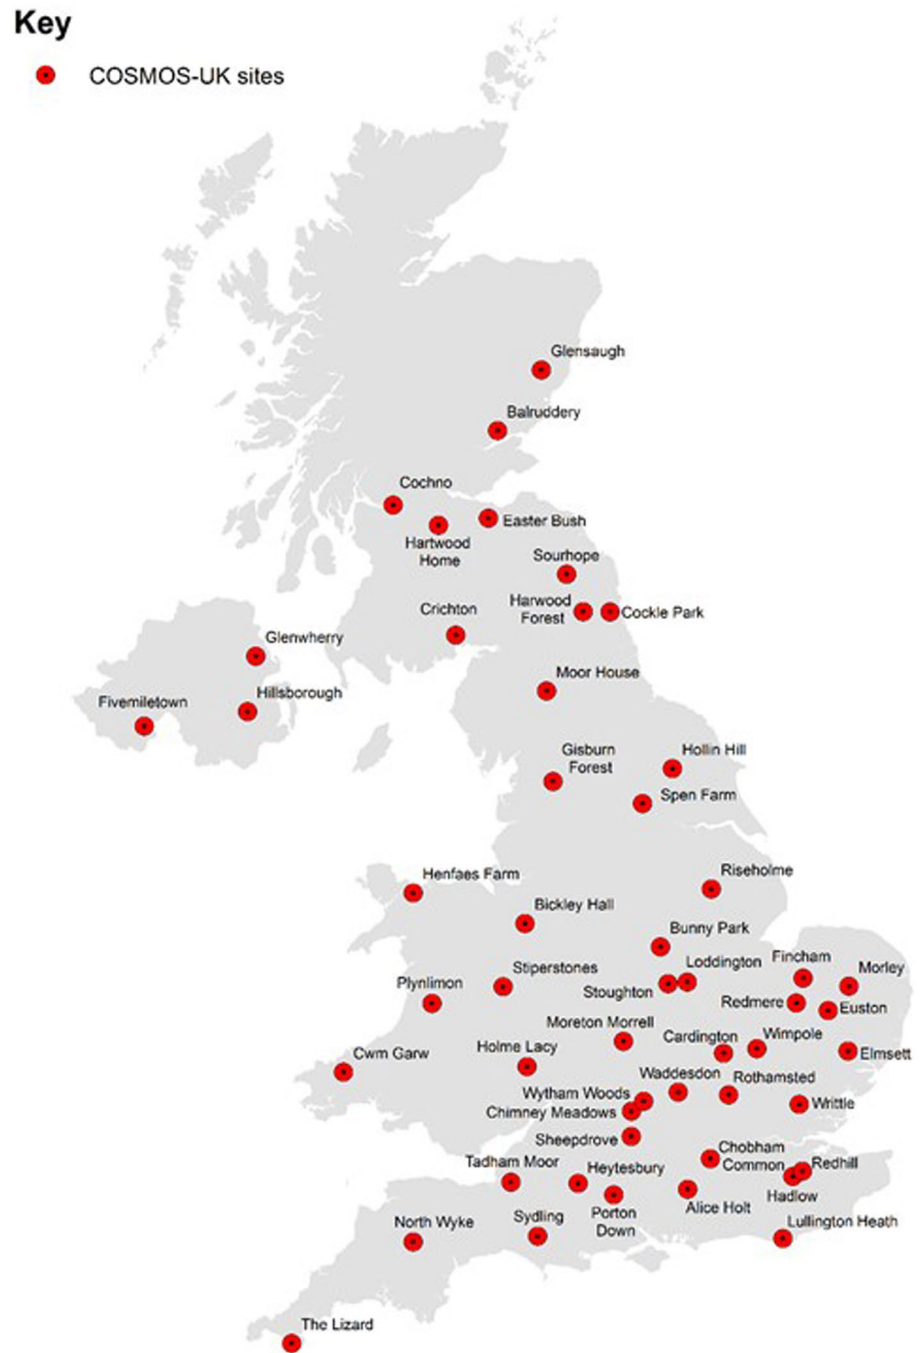 Key
COSMOS-UK sites
Glensaugh
Balruddery
Cochno
Easter Bush
Hartwood
Home
Sourhope
Harwood
Forest
Cockle Park
Crichton
Glenwherry
Moor House
Hillsborough
Fivemiletown
Gisburn
Forest
Hollin Hill
Spen Farm
Henfaes Farm
Riseholme
Bickley Hall
Bunny Park
Loddington
Fincham
Morley
Stiperstones
Plynlimon
Stoughton
Redmere
Euston
Moreton Morrell
Cardington
Wimpole
Cwm Garw
Holme Lacy
Elmsett
Waddesdon
Rothamsted
Wytham Woods
Chimney Meadows
Writtle
Sheepdrove
Chobham
Common
Redhill
Tadham Moor
Heytesbury
Hadlow
Alice Holt
Porton
Down
North Wyke
Sydling
Lullington Heath
The Lizard